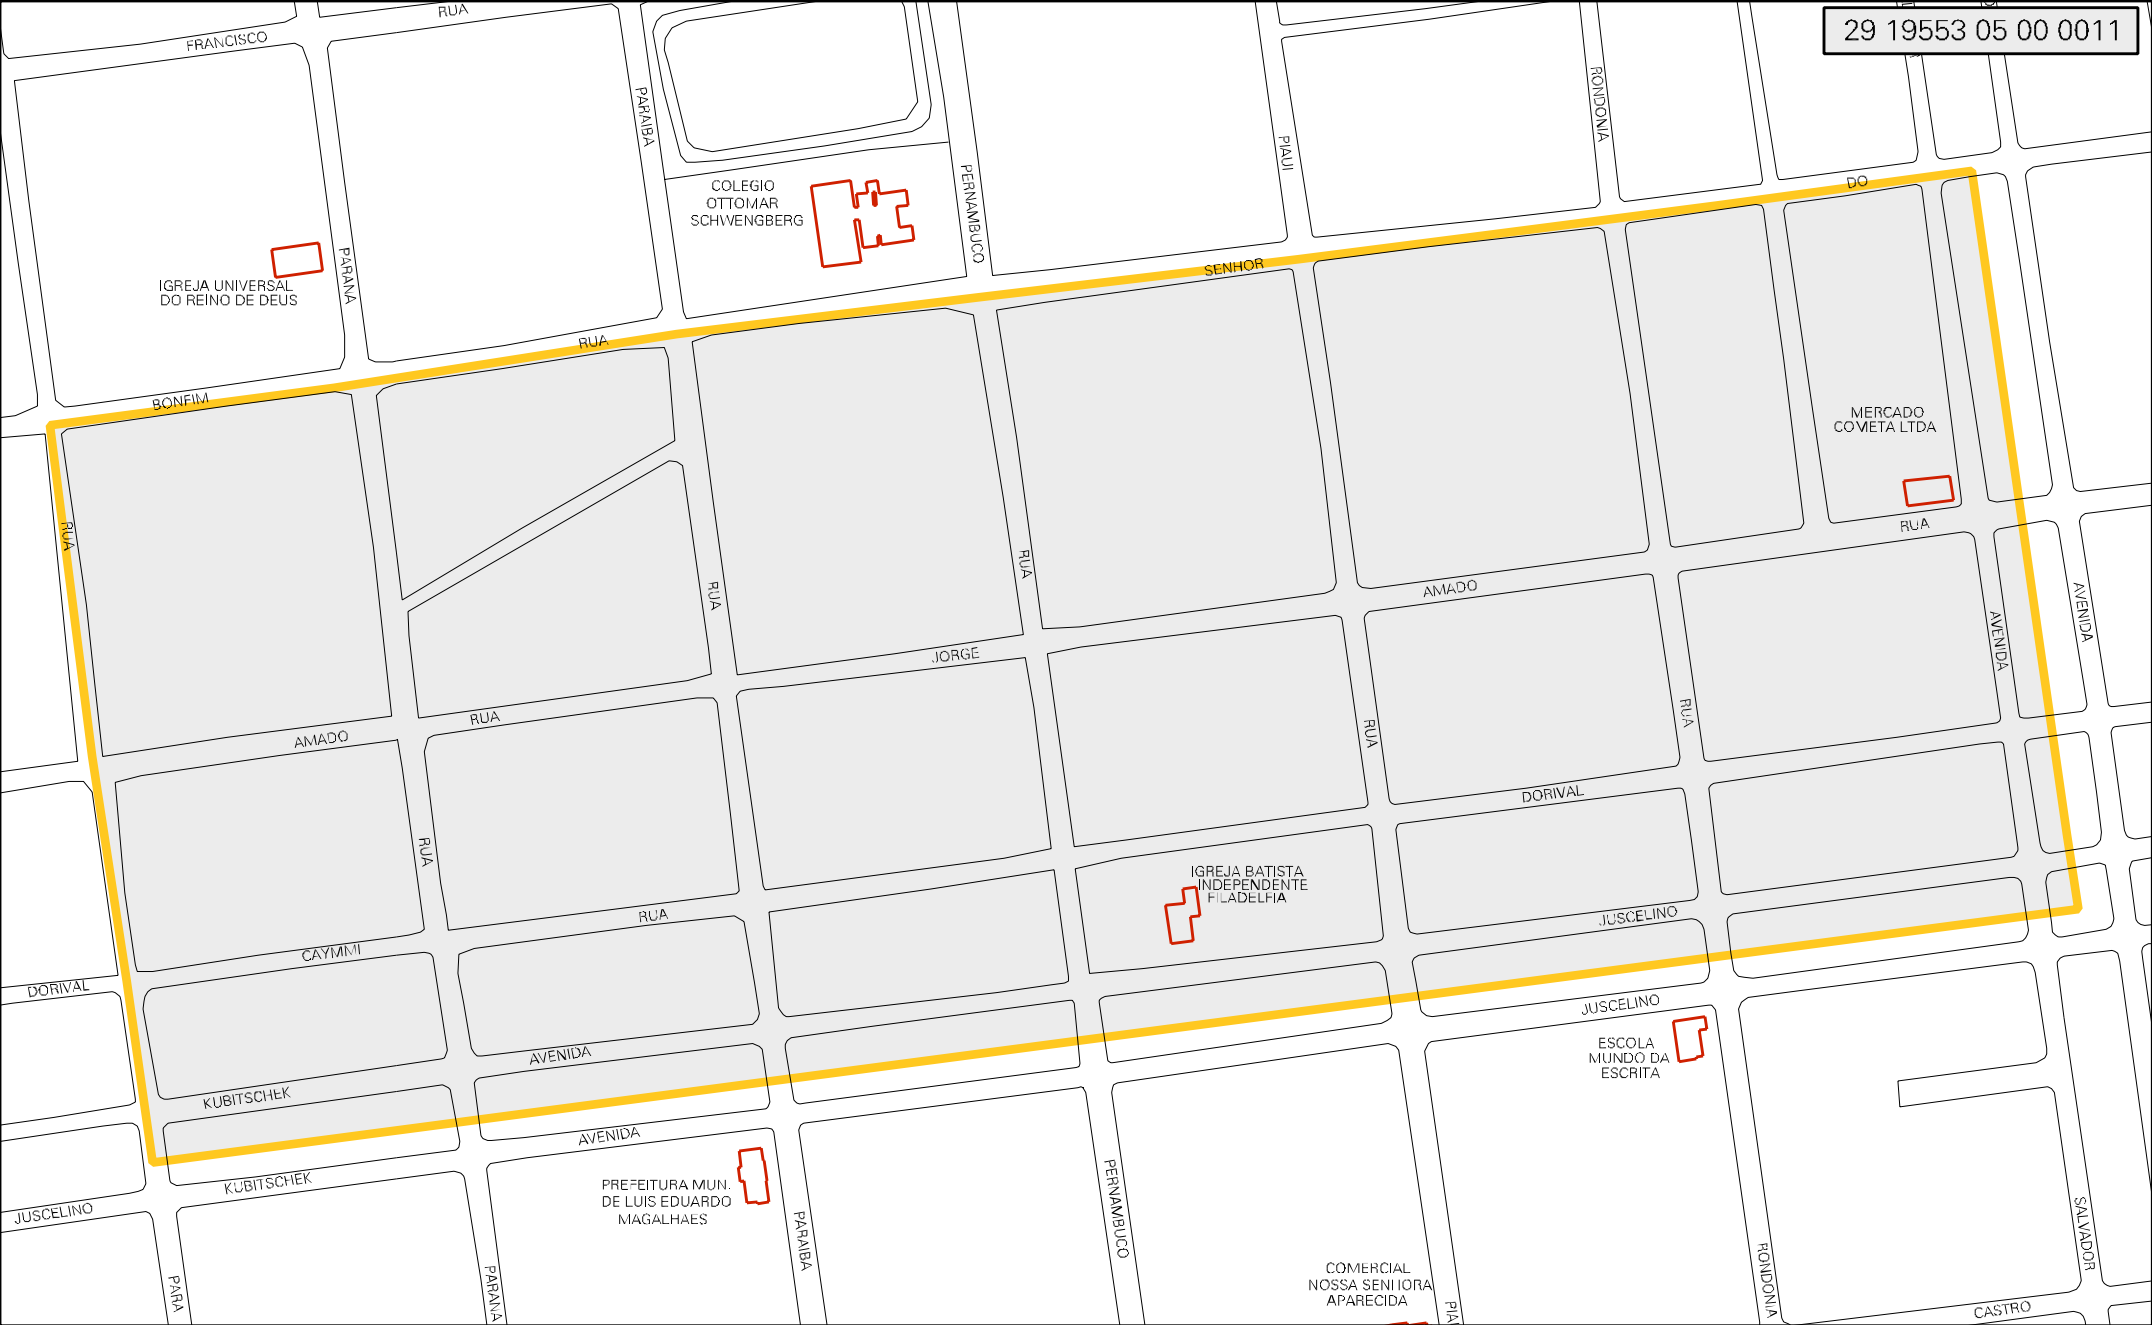 RUA
29 19553 05 00 0011
FRANCISCO
PARAIBA
RONDONIA
PIAUI
PERNAMBUCO
COLEGIO
OTTOMAR
SCHWENGBERG
DO
PARANA
IGREJA UNIVERSAL
DO REINO DE DEUS
SENHOR
RUA
BONFIM
MERCADO
COMETA LTDA
RUA
RUA
RUA
RUA
RUA
AMADO
AVENIDA
AVENIDA
JORGE
RUA
AMADO
RUA
RUA
DORIVAL
RUA
IGREJA BATISTA
INDEPENDENTE
FILADELFIA
RUA
JUSCELINO
CAYMMI
DORIVAL
JUSCELINO
AVENIDA
ESCOLA
MUNDO DA
ESCRITA
KUBITSCHEK
AVENIDA
KUBITSCHEK
PREFEITURA MUN.
DE LUIS EDUARDO
MAGALHAES
JUSCELINO
PERNAMBUCO
PARAIBA
SALVADOR
COMERCIAL
NOSSA SENHORA
APARECIDA
PARA
PARANA
RONDONIA
CASTRO